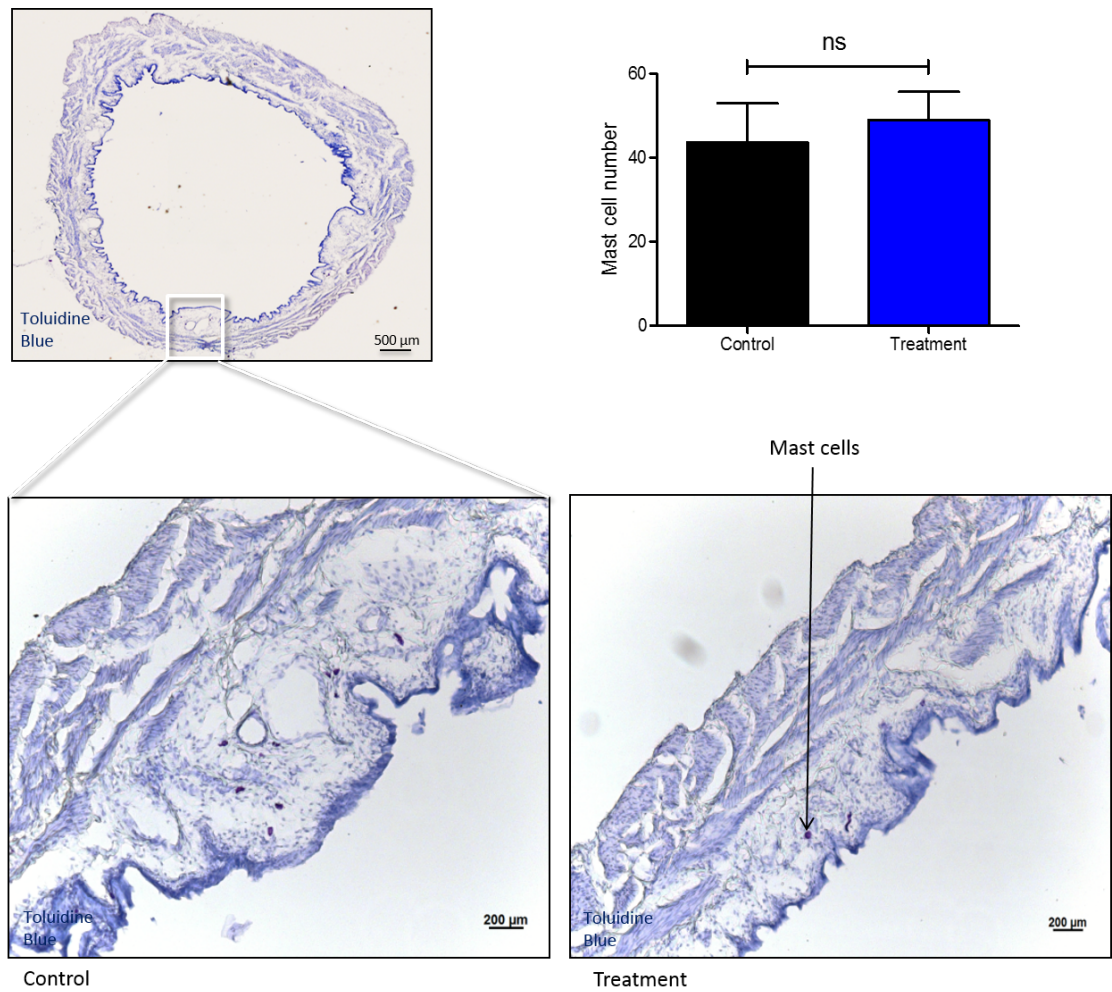 Toluidine
Blue
500 µm
ns
60
40
20
0
Mast cell number
Control
Treatment
Mast cells
Toluidine
Blue
200 µm
Control
Toluidine
Blue
200 µm
Treatment